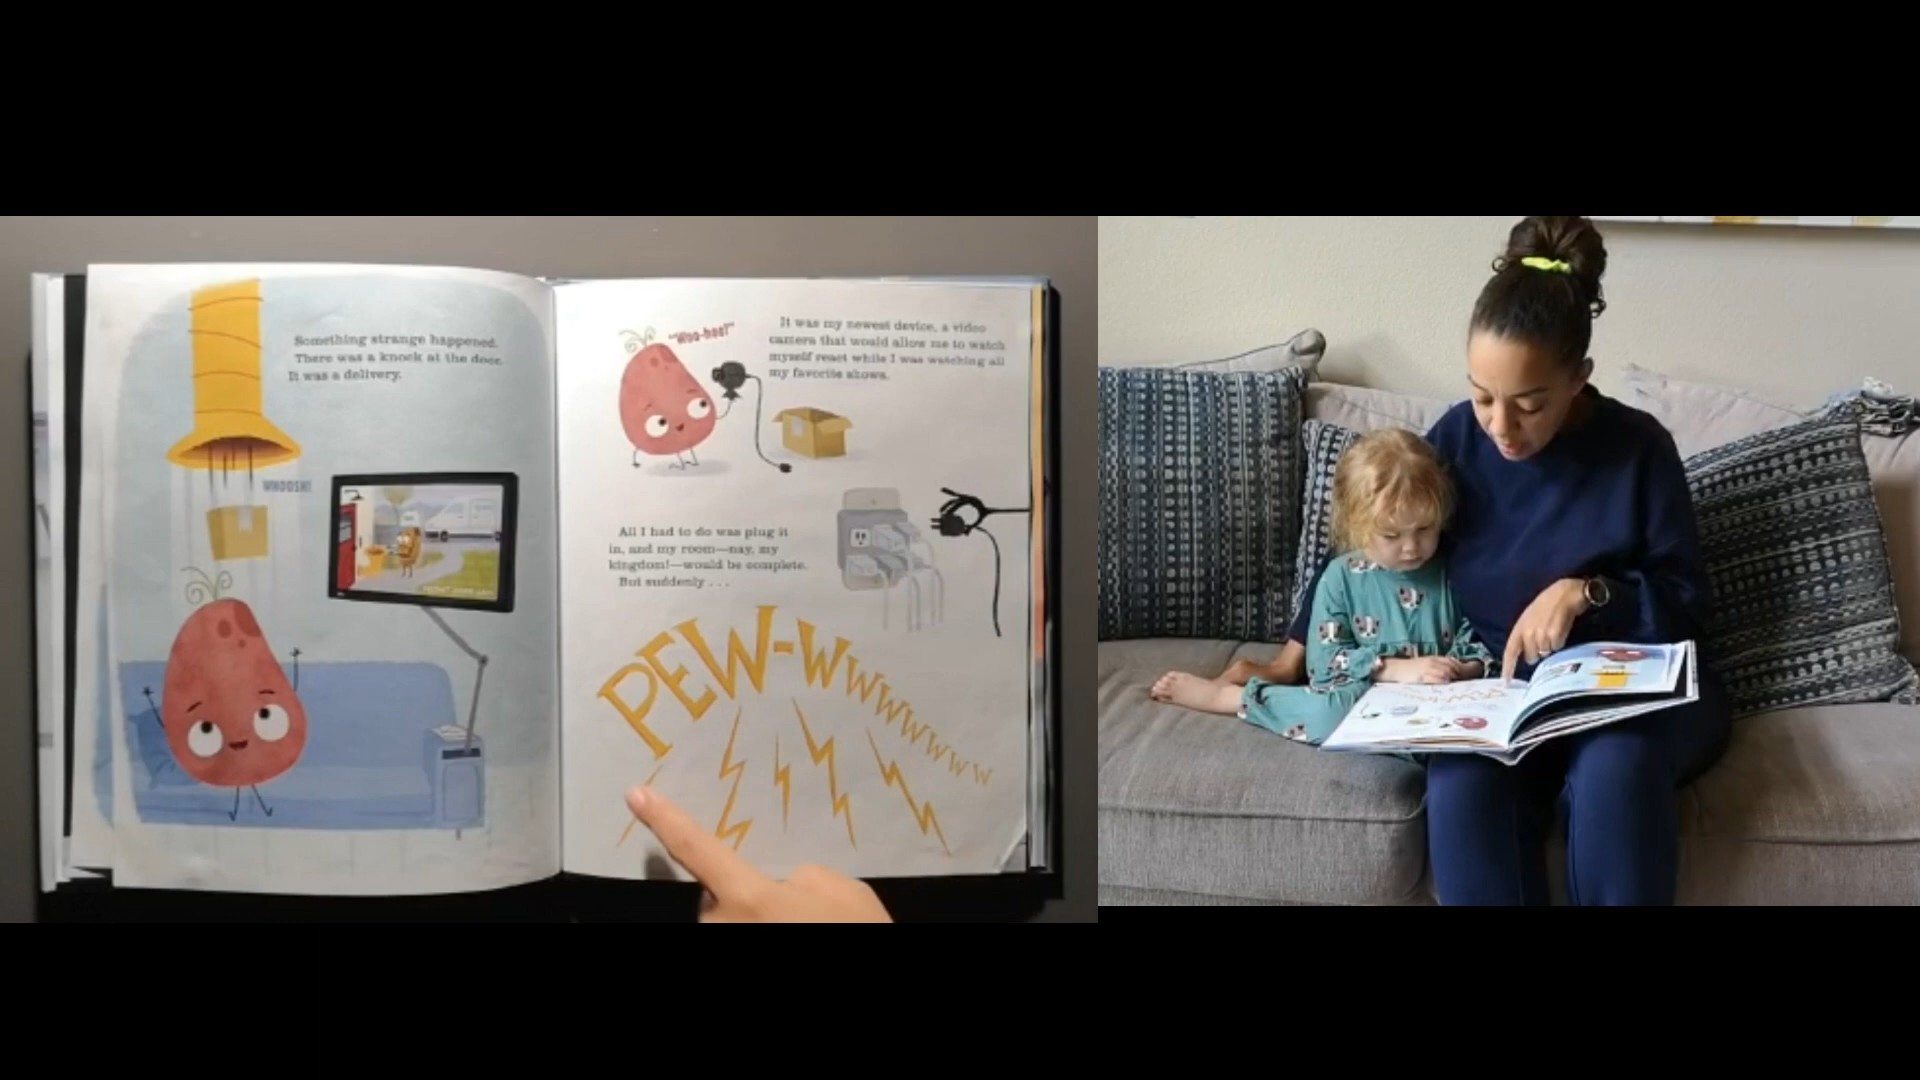 Something strange happened.
There was a knock at the door.
It was a delivery.
WHOOSH!
"Woo-hoo!"
It was my newest device, a video
camera that would allow me to watch
myself react while I was watching all
my favorite shows.
All I had to do was plug it
in, and my room—nay, my
kingdom!—would be complete.
But suddenly . . .
PEW-WWWWWWWWW